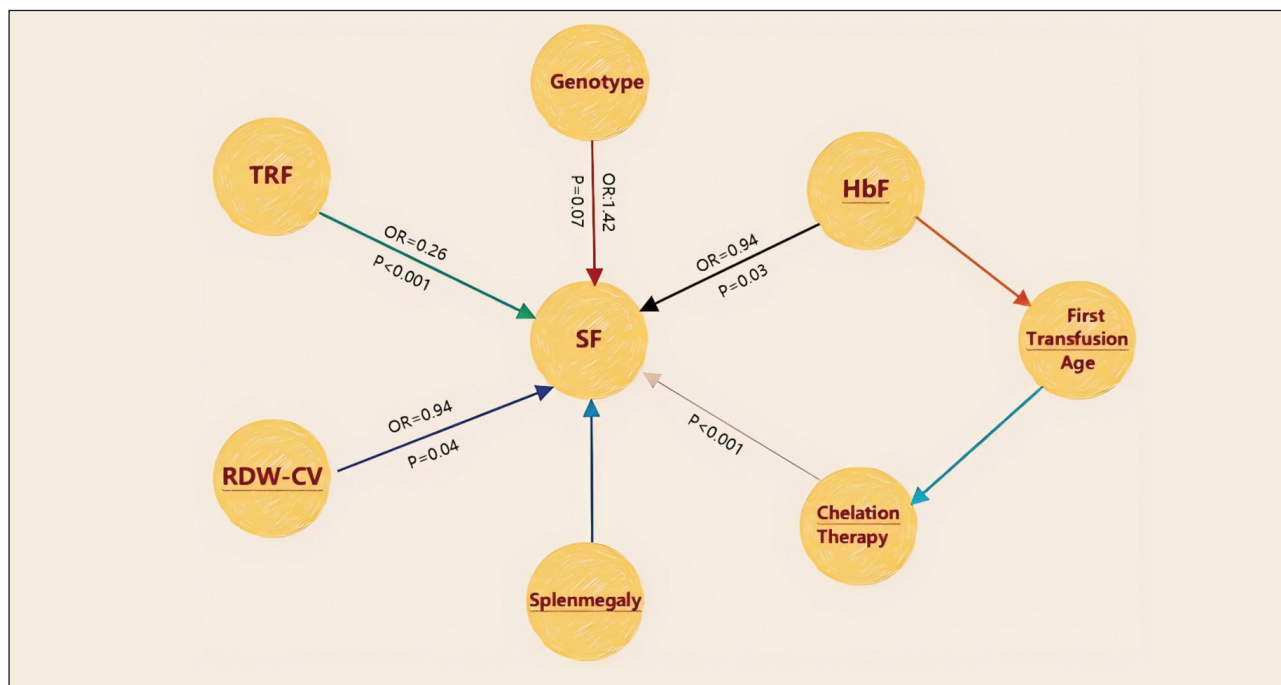 Genotype
TRF
HbF
OR:1.42
P=0.07
OR=0.26
P<0.001
OR=0.94
P=0.03
SF
First
Transfusion
Age
OR=0.94
P=0.04
P<0.001
RDW-CV
Chelation
Therapy
Splenmegaly